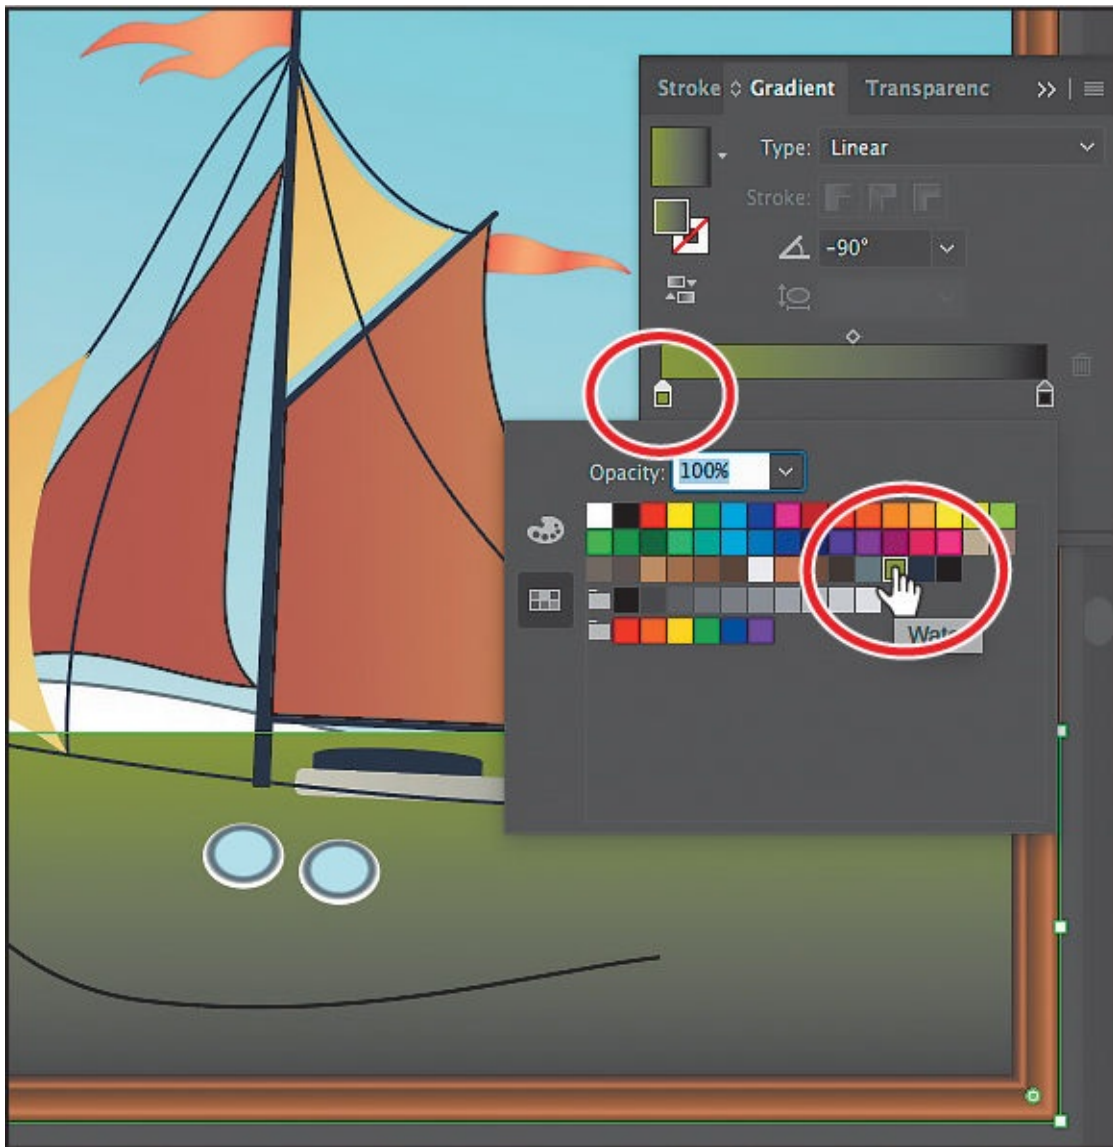 Stroke Gradient Transparenc
Type: Linear
Stroke:
-90°
Opacity: 100%